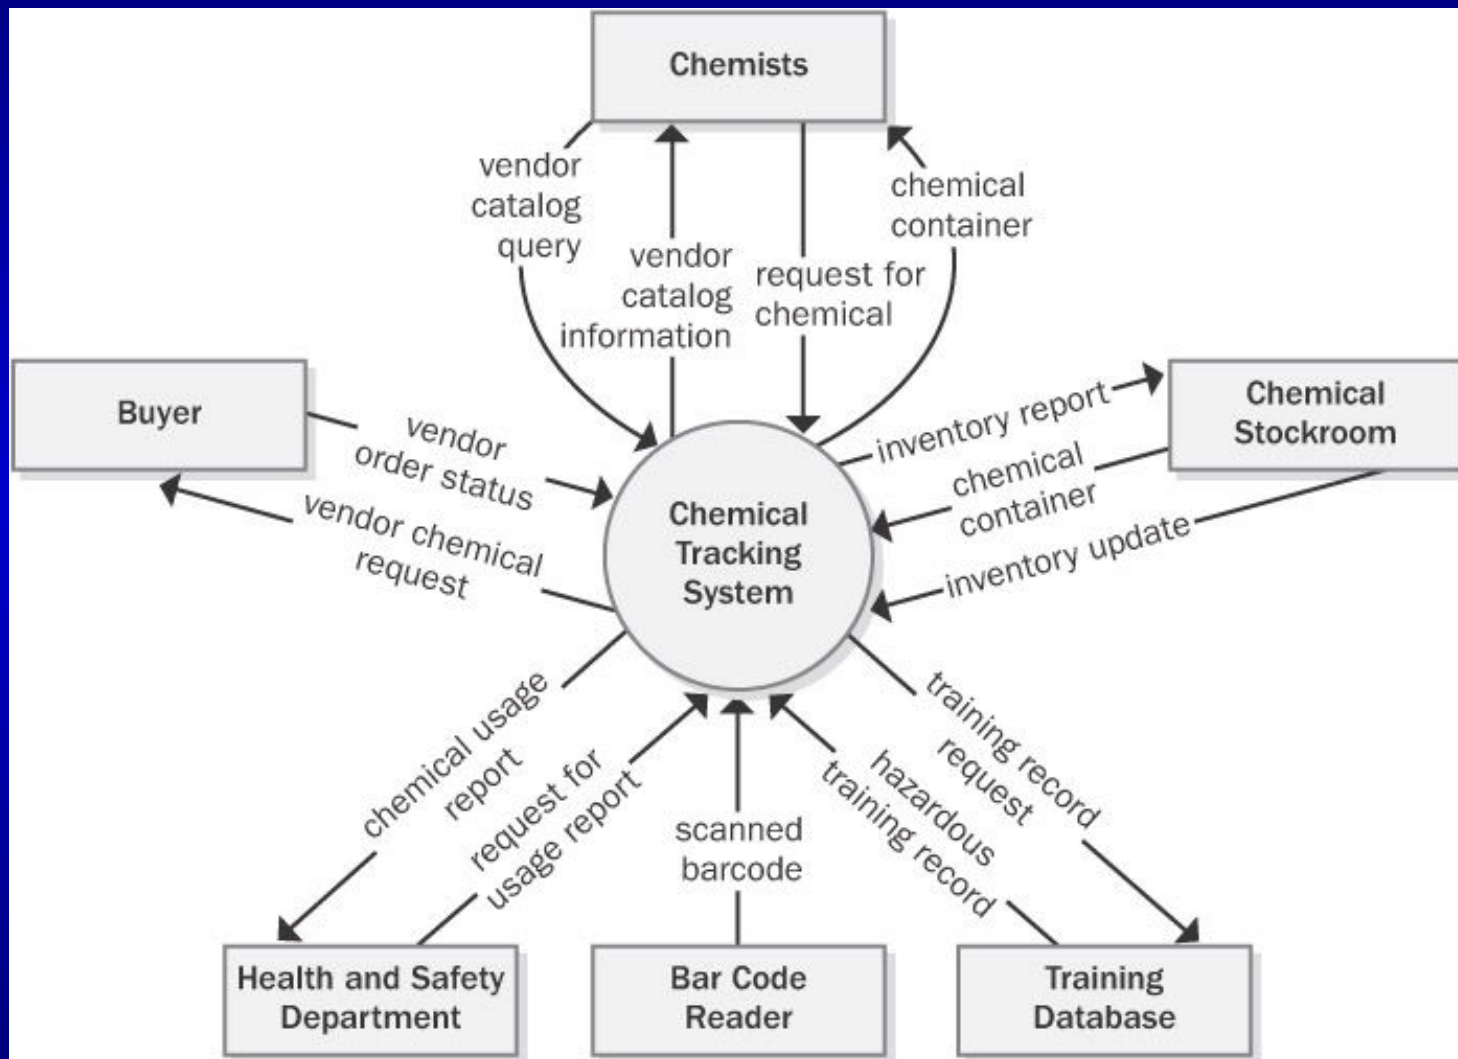 Chemists
vendor
catalog
query
vendor
catalog
information
request for
chemical
chemical
container
Buyer
vendor
order status
vendor chemical
request
Chemical
Tracking
System
inventory report
chemical
container
inventory update
Chemical
Stockroom
chemical usage
report
request for
usage report
scanned
barcode
hazardous
training record
training record
request
Health and Safety
Department
Bar Code
Reader
Training
Database